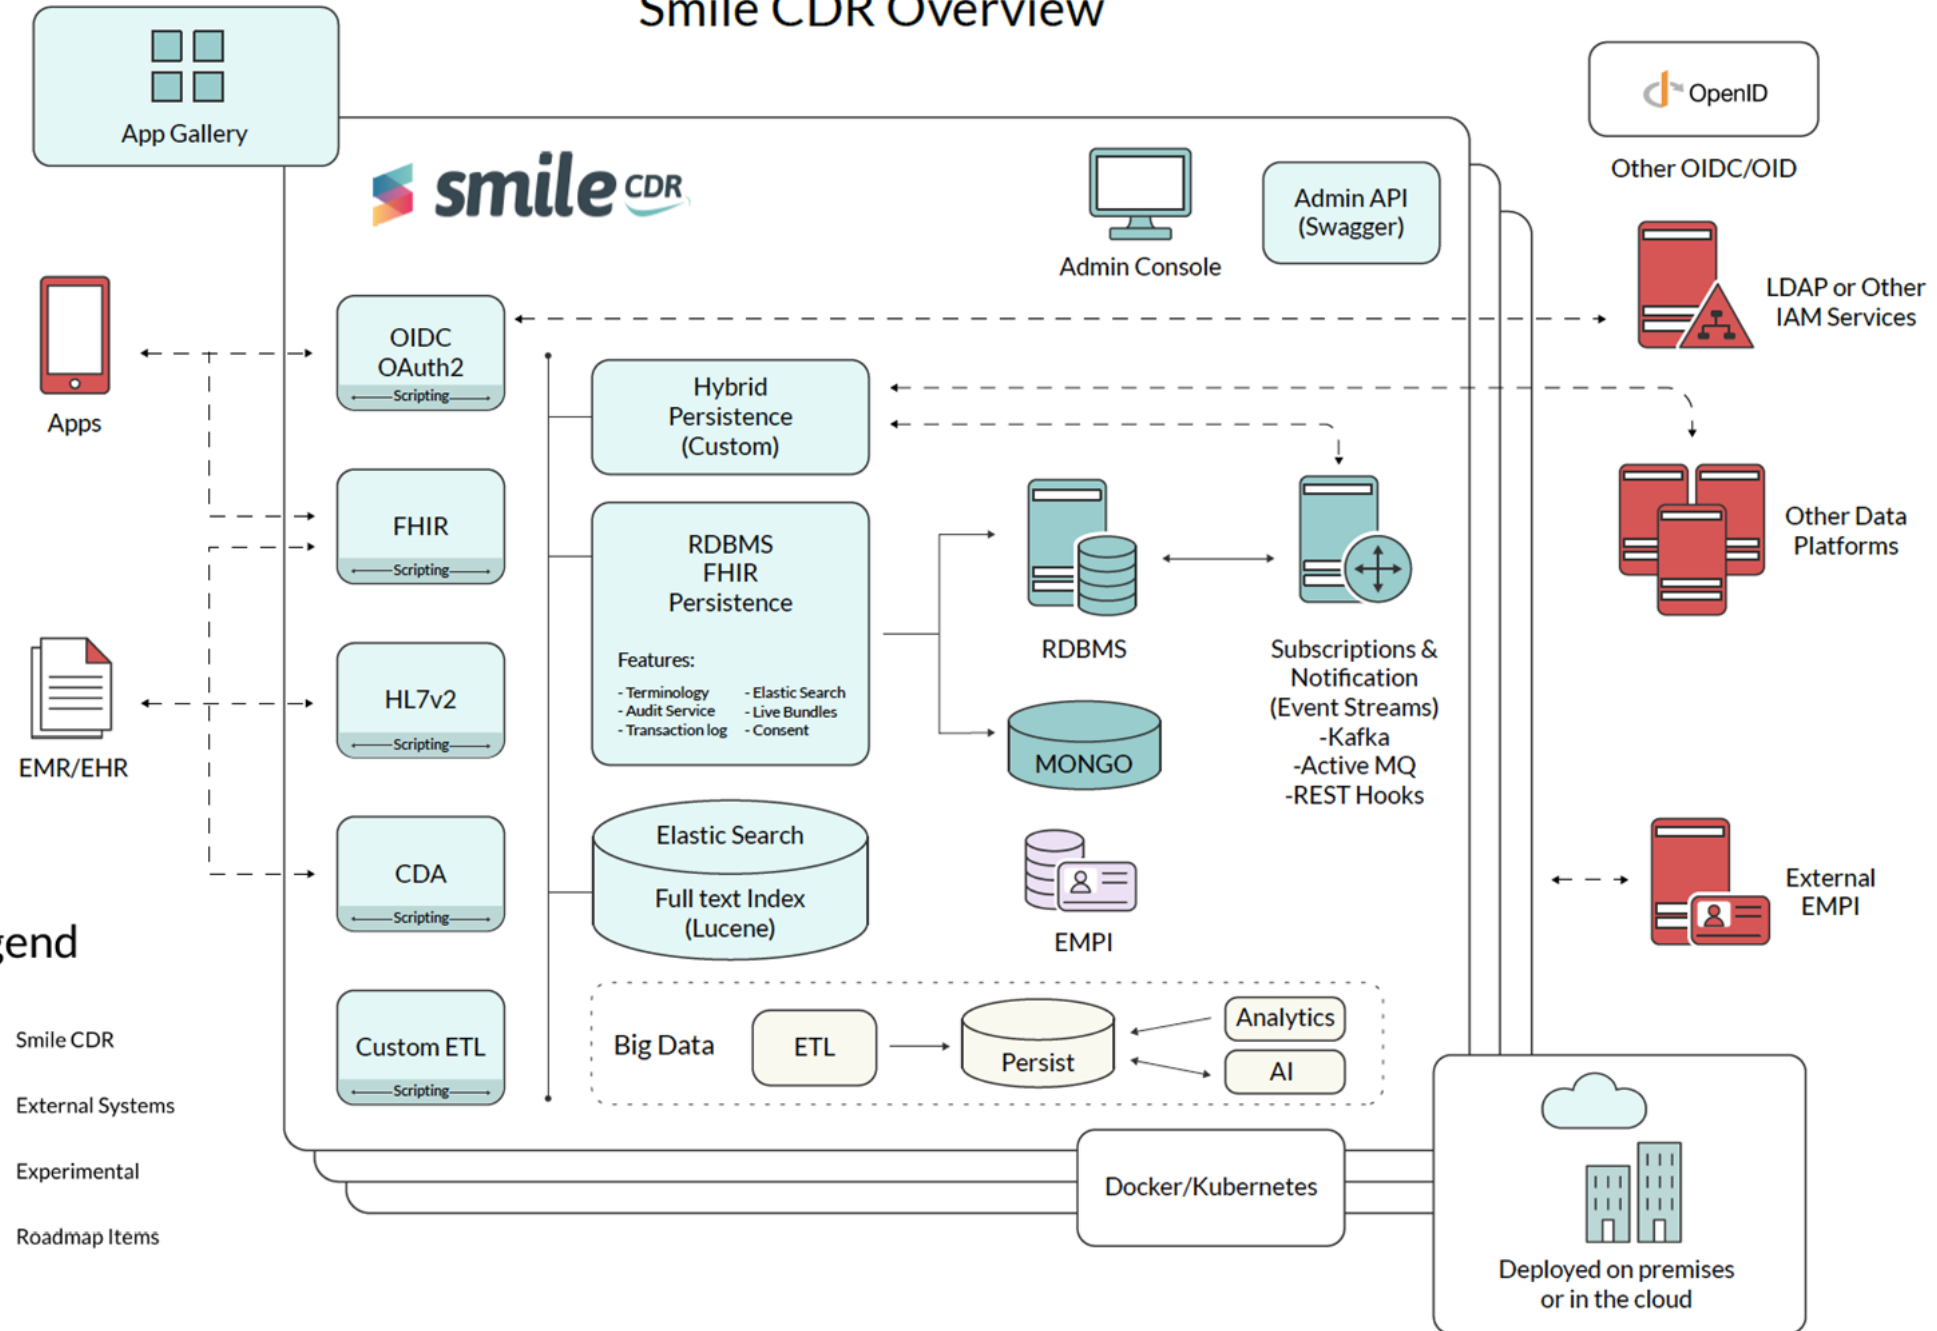 Smile CDR Overview
App Gallery
smile CDR
Admin Console
Admin API
(Swagger)
OpenID
Other OIDC/OID
LDAP or Other
IAM Services
Apps
OIDC
OAuth2
Scripting
Hybrid
Persistence
(Custom)
FHIR
Scripting
RDBMS
FHIR
Persistence
Features:
- Terminology
- Audit Service
- Transaction log
- Elastic Search
- Live Bundles
- Consent
RDBMS
MONGO
Subscriptions &
Notification
(Event Streams)
-Kafka
-Active MQ
-REST Hooks
Other Data
Platforms
EMR/EHR
HL7v2
Scripting
CDA
Scripting
Elastic Search
Full text Index
(Lucene)
EMPI
External
EMPI
Custom ETL
Scripting
Big Data
ETL
Persist
Analytics
AI
gend
Smile CDR
External Systems
Experimental
Roadmap Items
Docker/Kubernetes
Deployed on premises
or in the cloud